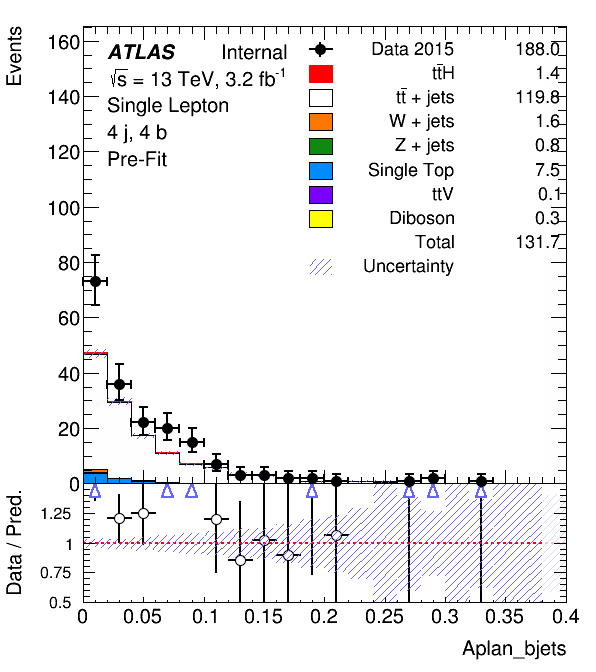 Events
160
140
120
100
80
60
40
20
0
ATLAS Internal
√s = 13 TeV, 3.2 fb⁻¹
Single Lepton
4 j, 4 b
Pre-Fit
Data 2015 188.0
tt̄H 1.4
tt̄ + jets 119.8
W + jets 1.6
Z + jets 0.8
Single Top 7.5
ttV 0.1
Diboson 0.3
Total 131.7
Uncertainty
Data / Pred.
1.25
1
0.75
0.5
0 0.05 0.1 0.15 0.2 0.25 0.3 0.35 0.4
Aplan_bjets